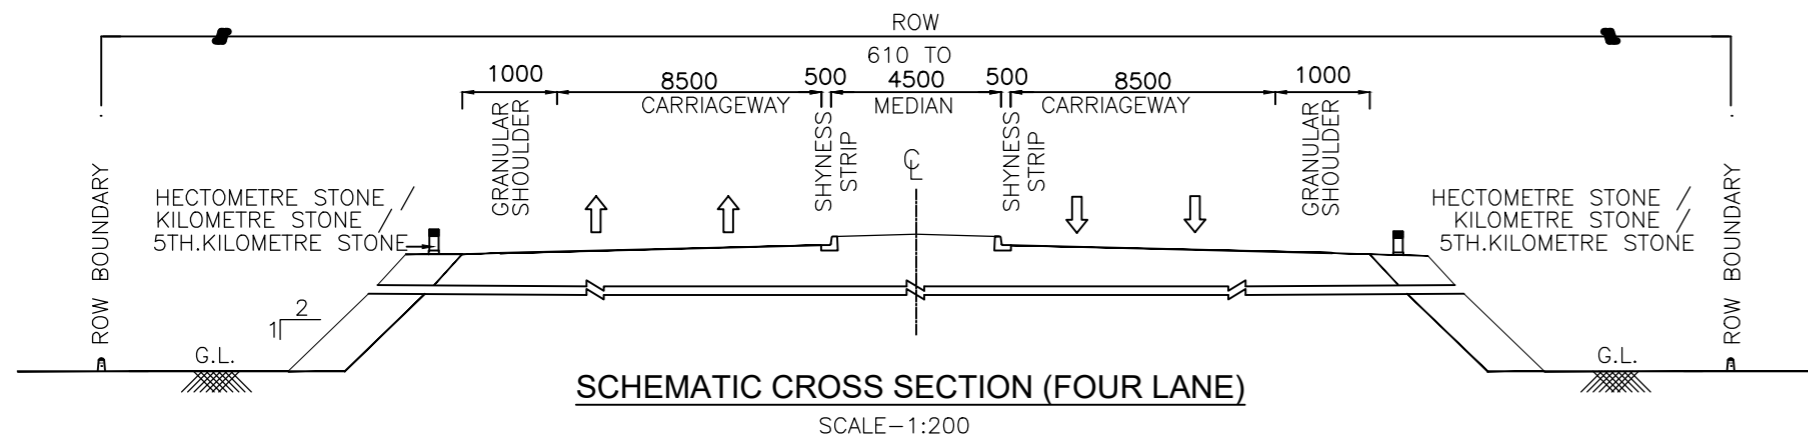 ROW
610 TO
1000 8500 500 4500 500 8500 1000
CARRIAGEWAY MEDIAN CARRIAGEWAY
GRANULAR
SHOULDER
SHYNESS
STRIP
SHYNESS
STRIP
GRANULAR
SHOULDER
℄
ROW BOUNDARY
HECTOMETRE STONE /
KILOMETRE STONE /
5TH.KILOMETRE STONE
HECTOMETRE STONE /
KILOMETRE STONE /
5TH.KILOMETRE STONE
ROW BOUNDARY
2
1
G.L.
G.L.
SCHEMATIC CROSS SECTION (FOUR LANE)
SCALE-1:200